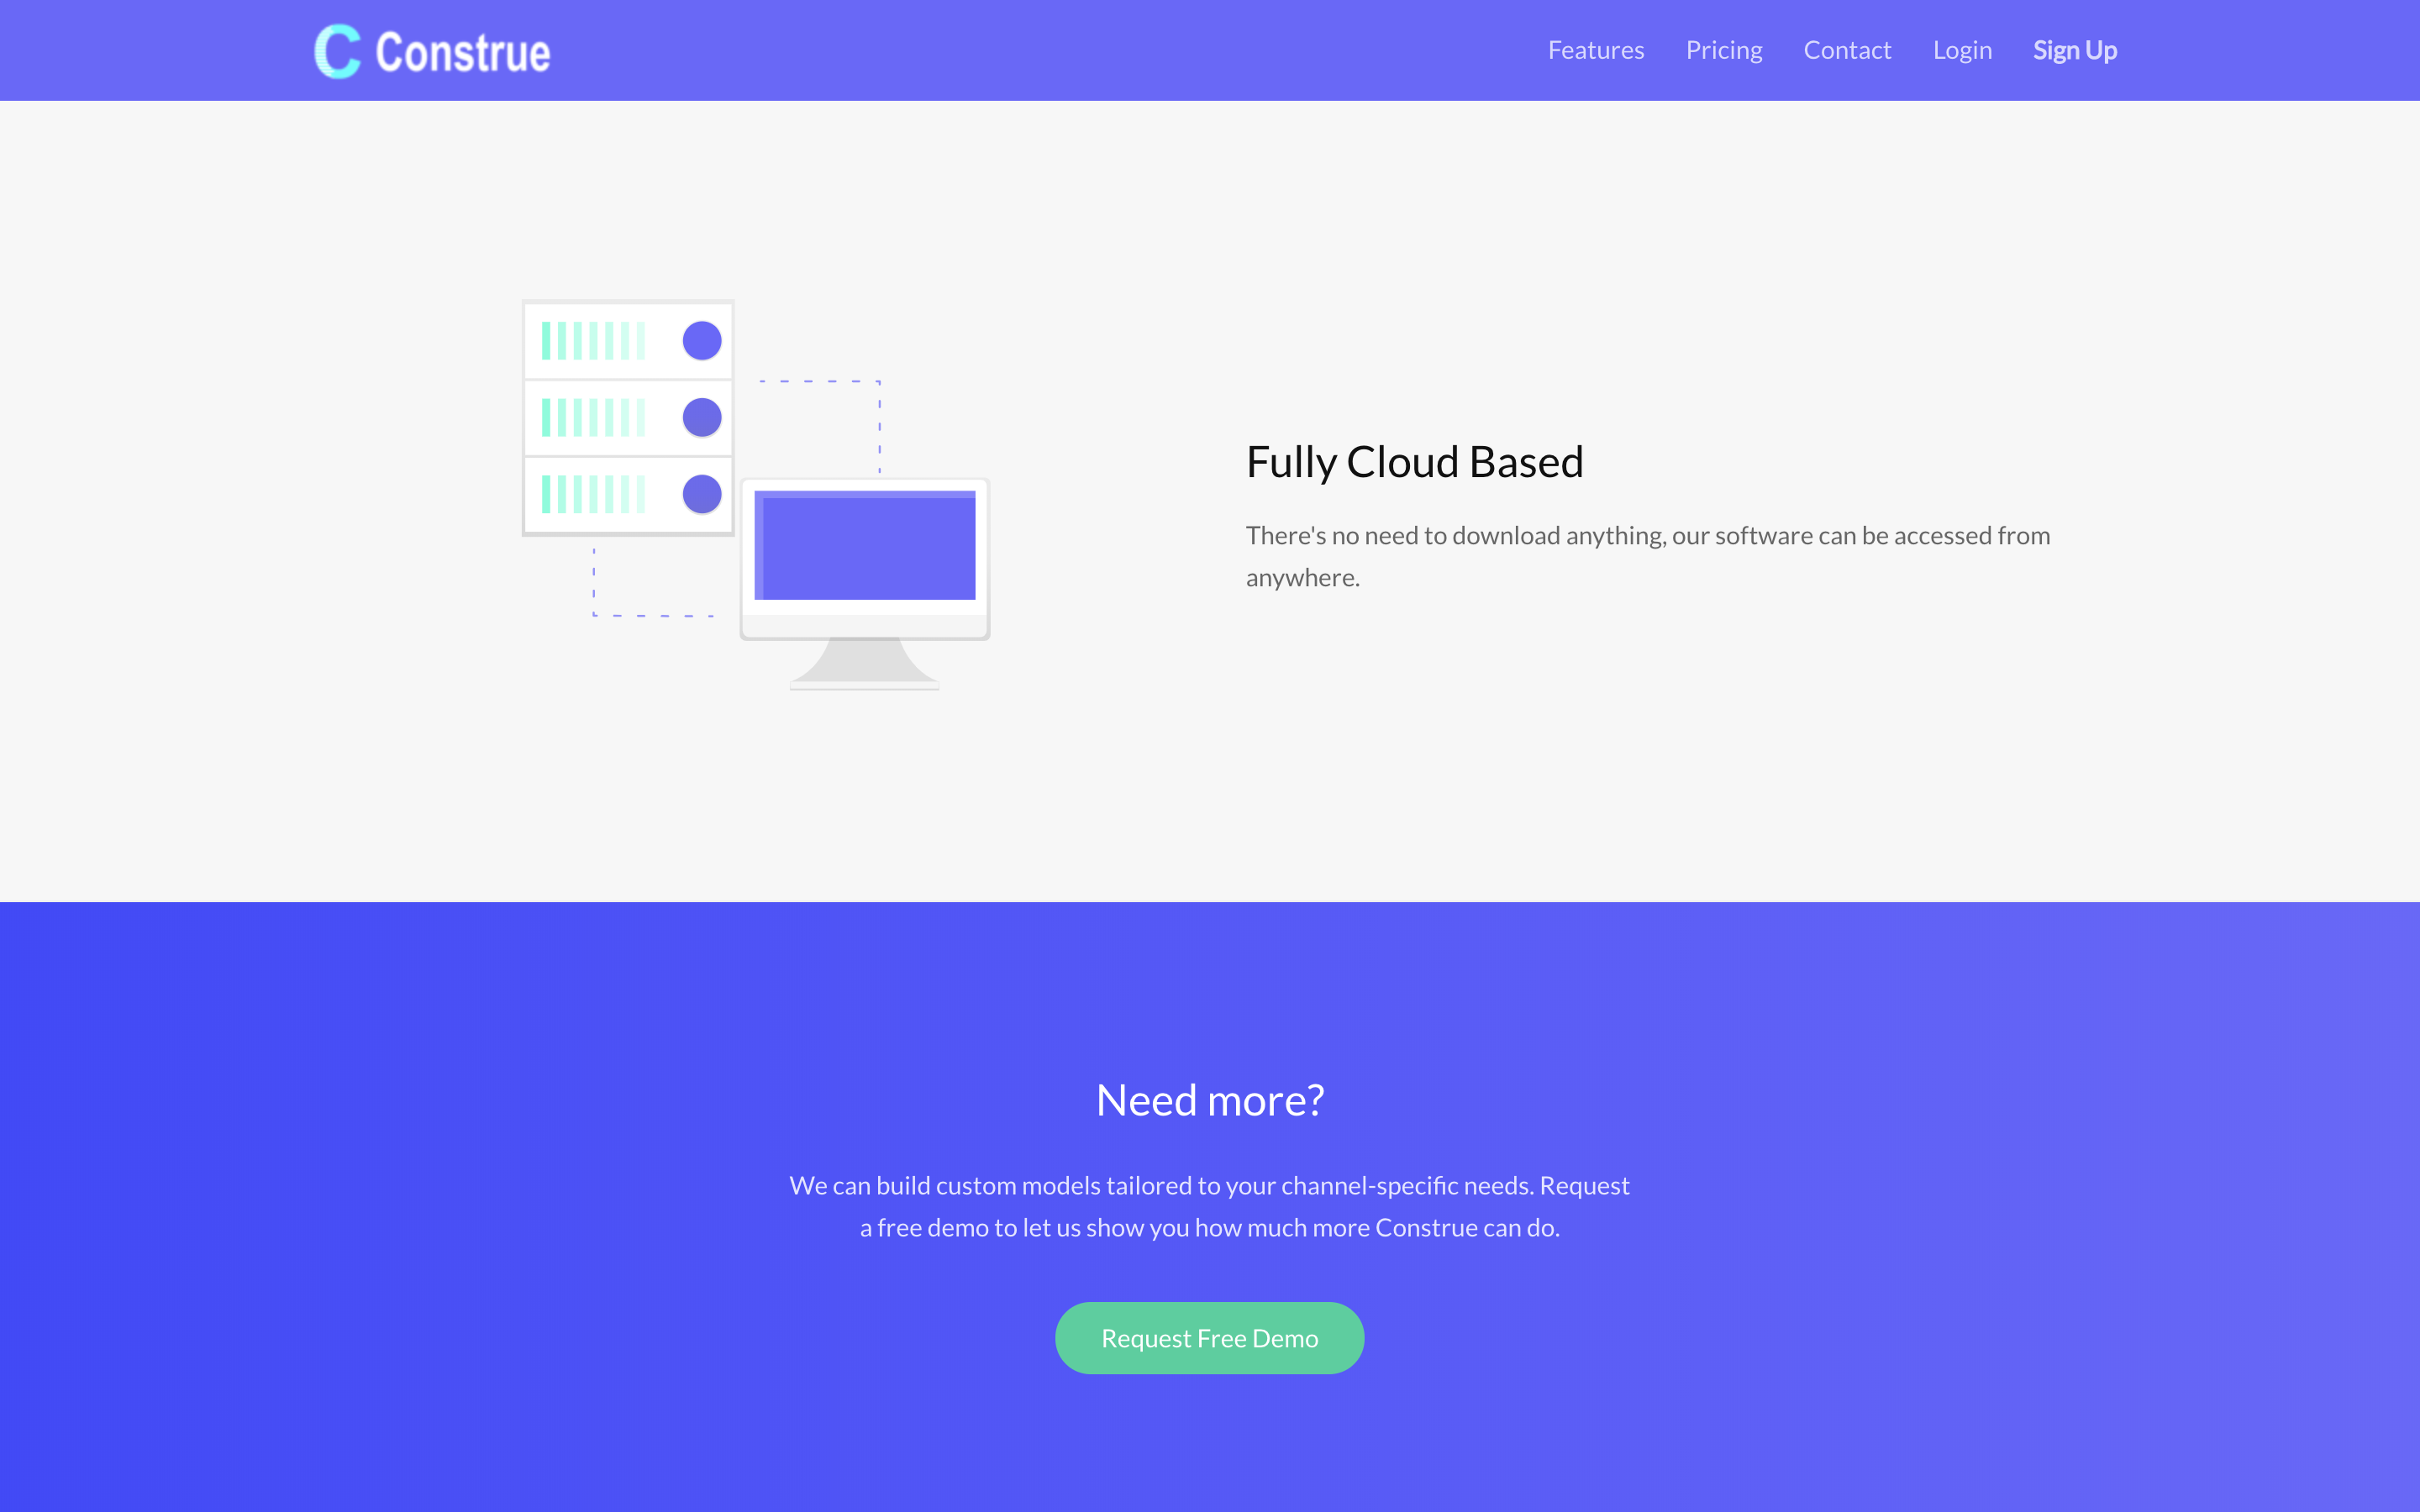 C Construe
Features Pricing Contact Login Sign Up
Fully Cloud Based
There's no need to download anything, our software can be accessed from
anywhere.
Need more?
We can build custom models tailored to your channel-specific needs. Request
a free demo to let us show you how much more Construe can do.
Request Free Demo